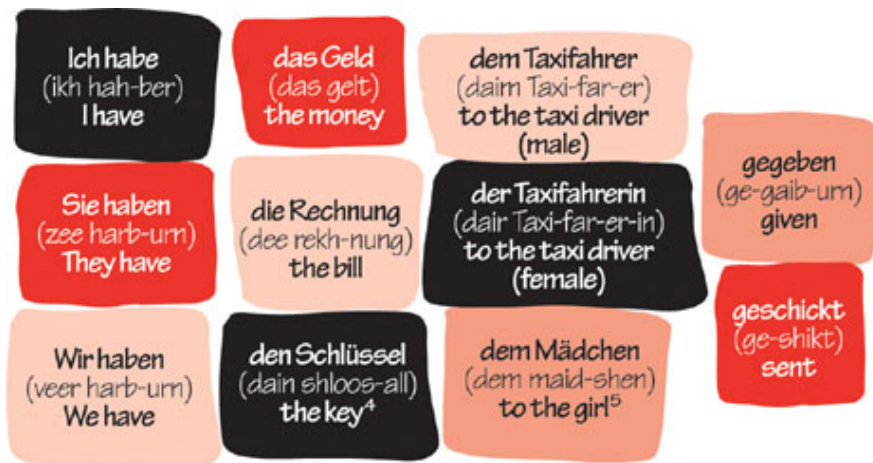 Ich habe
(ikh hah-ber)
I have
Sie haben
(zee harb-urn)
They have
Wir haben
(veer harb-urn)
We have
das Geld
(das gelt)
the money
die Rechnung
(dee rekh-nung)
the bill
den Schlüssel
(dain shloos-all)
the key⁴
dem Taxifahrer
(daim Taxi-far-er)
to the taxi driver
(male)
der Taxifahrerin
(dair Taxi-far-er-in)
to the taxi driver
(female)
dem Mädchen
(dem maid-shen)
to the girl⁵
gegeben
(ge-gaib-urn)
given
geschickt
(ge-shikt)
sent